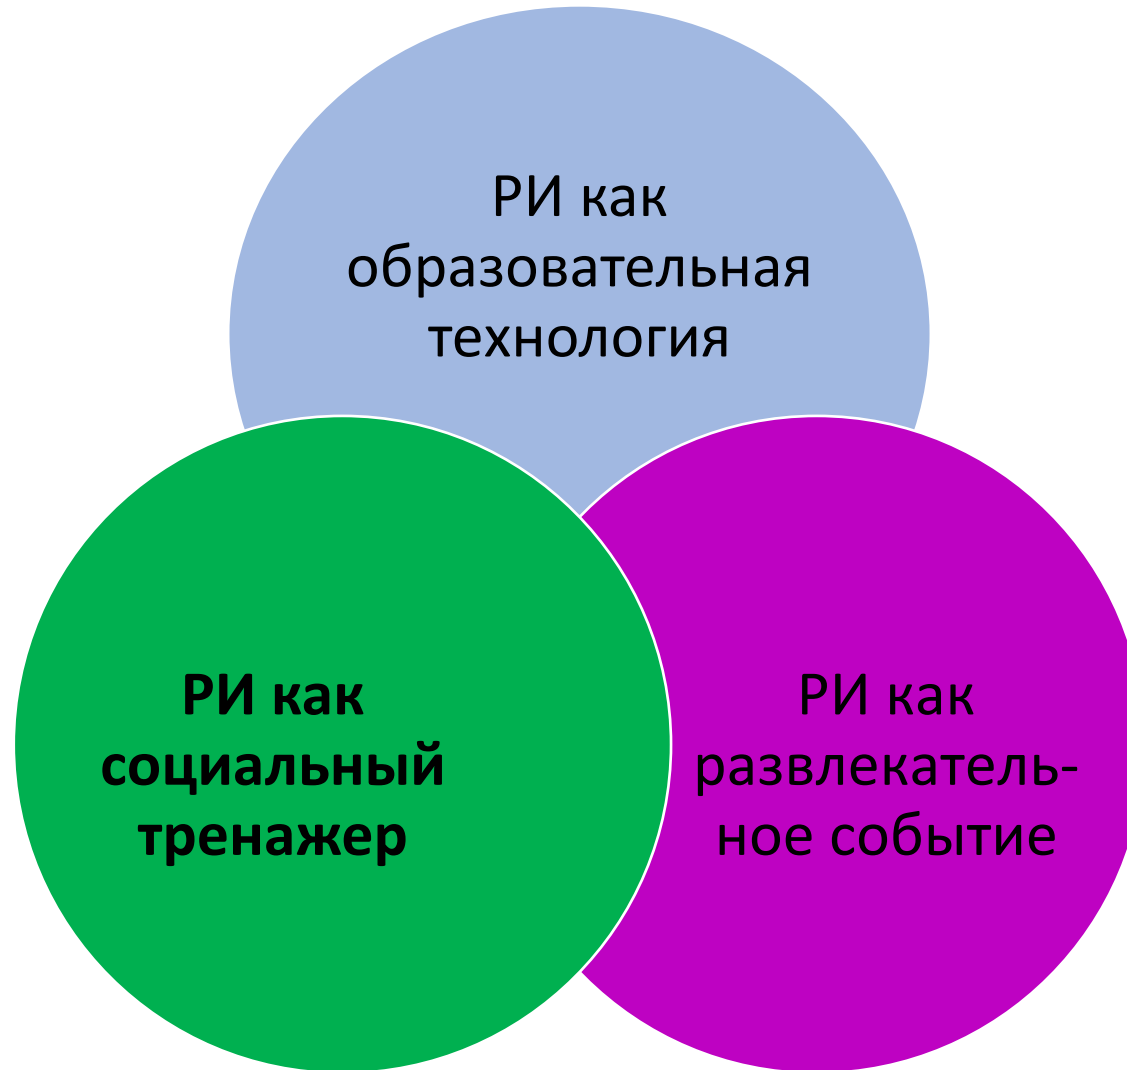 РИ как
образовательная
технология
РИ как
социальный
тренажер
РИ как
развлекатель-
ное событие